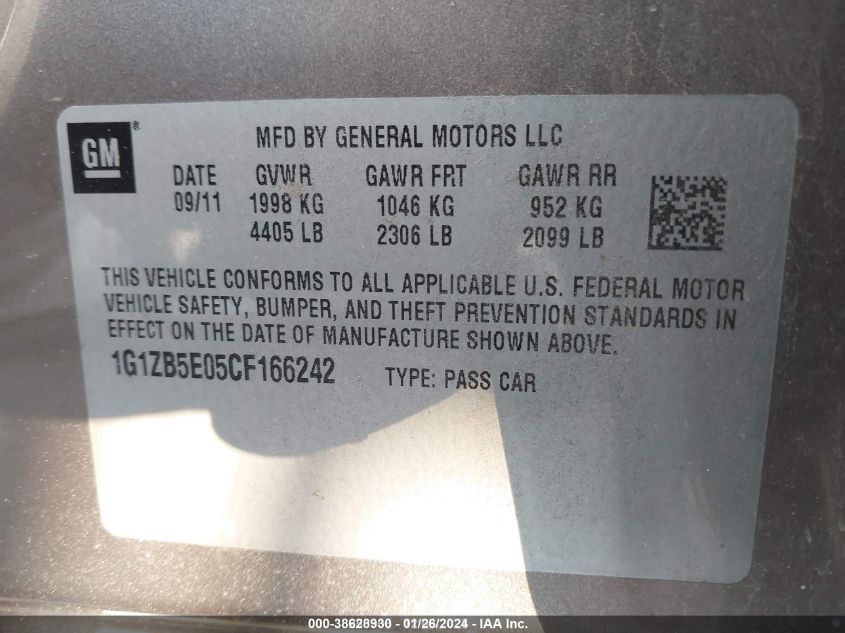 GM ®
MFD BY GENERAL MOTORS LLC
DATE GVWR GAWR FRT GAWR RR
09/11 1998 KG 1046 KG 952 KG
4405 LB 2306 LB 2099 LB
THIS VEHICLE CONFORMS TO ALL APPLICABLE U.S. FEDERAL MOTOR
VEHICLE SAFETY, BUMPER, AND THEFT PREVENTION STANDARDS IN
EFFECT ON THE DATE OF MANUFACTURE SHOWN ABOVE.
1G1ZB5E05CF166242 TYPE: PASS CAR
000-38628930 - 01/26/2024 - IAA Inc.